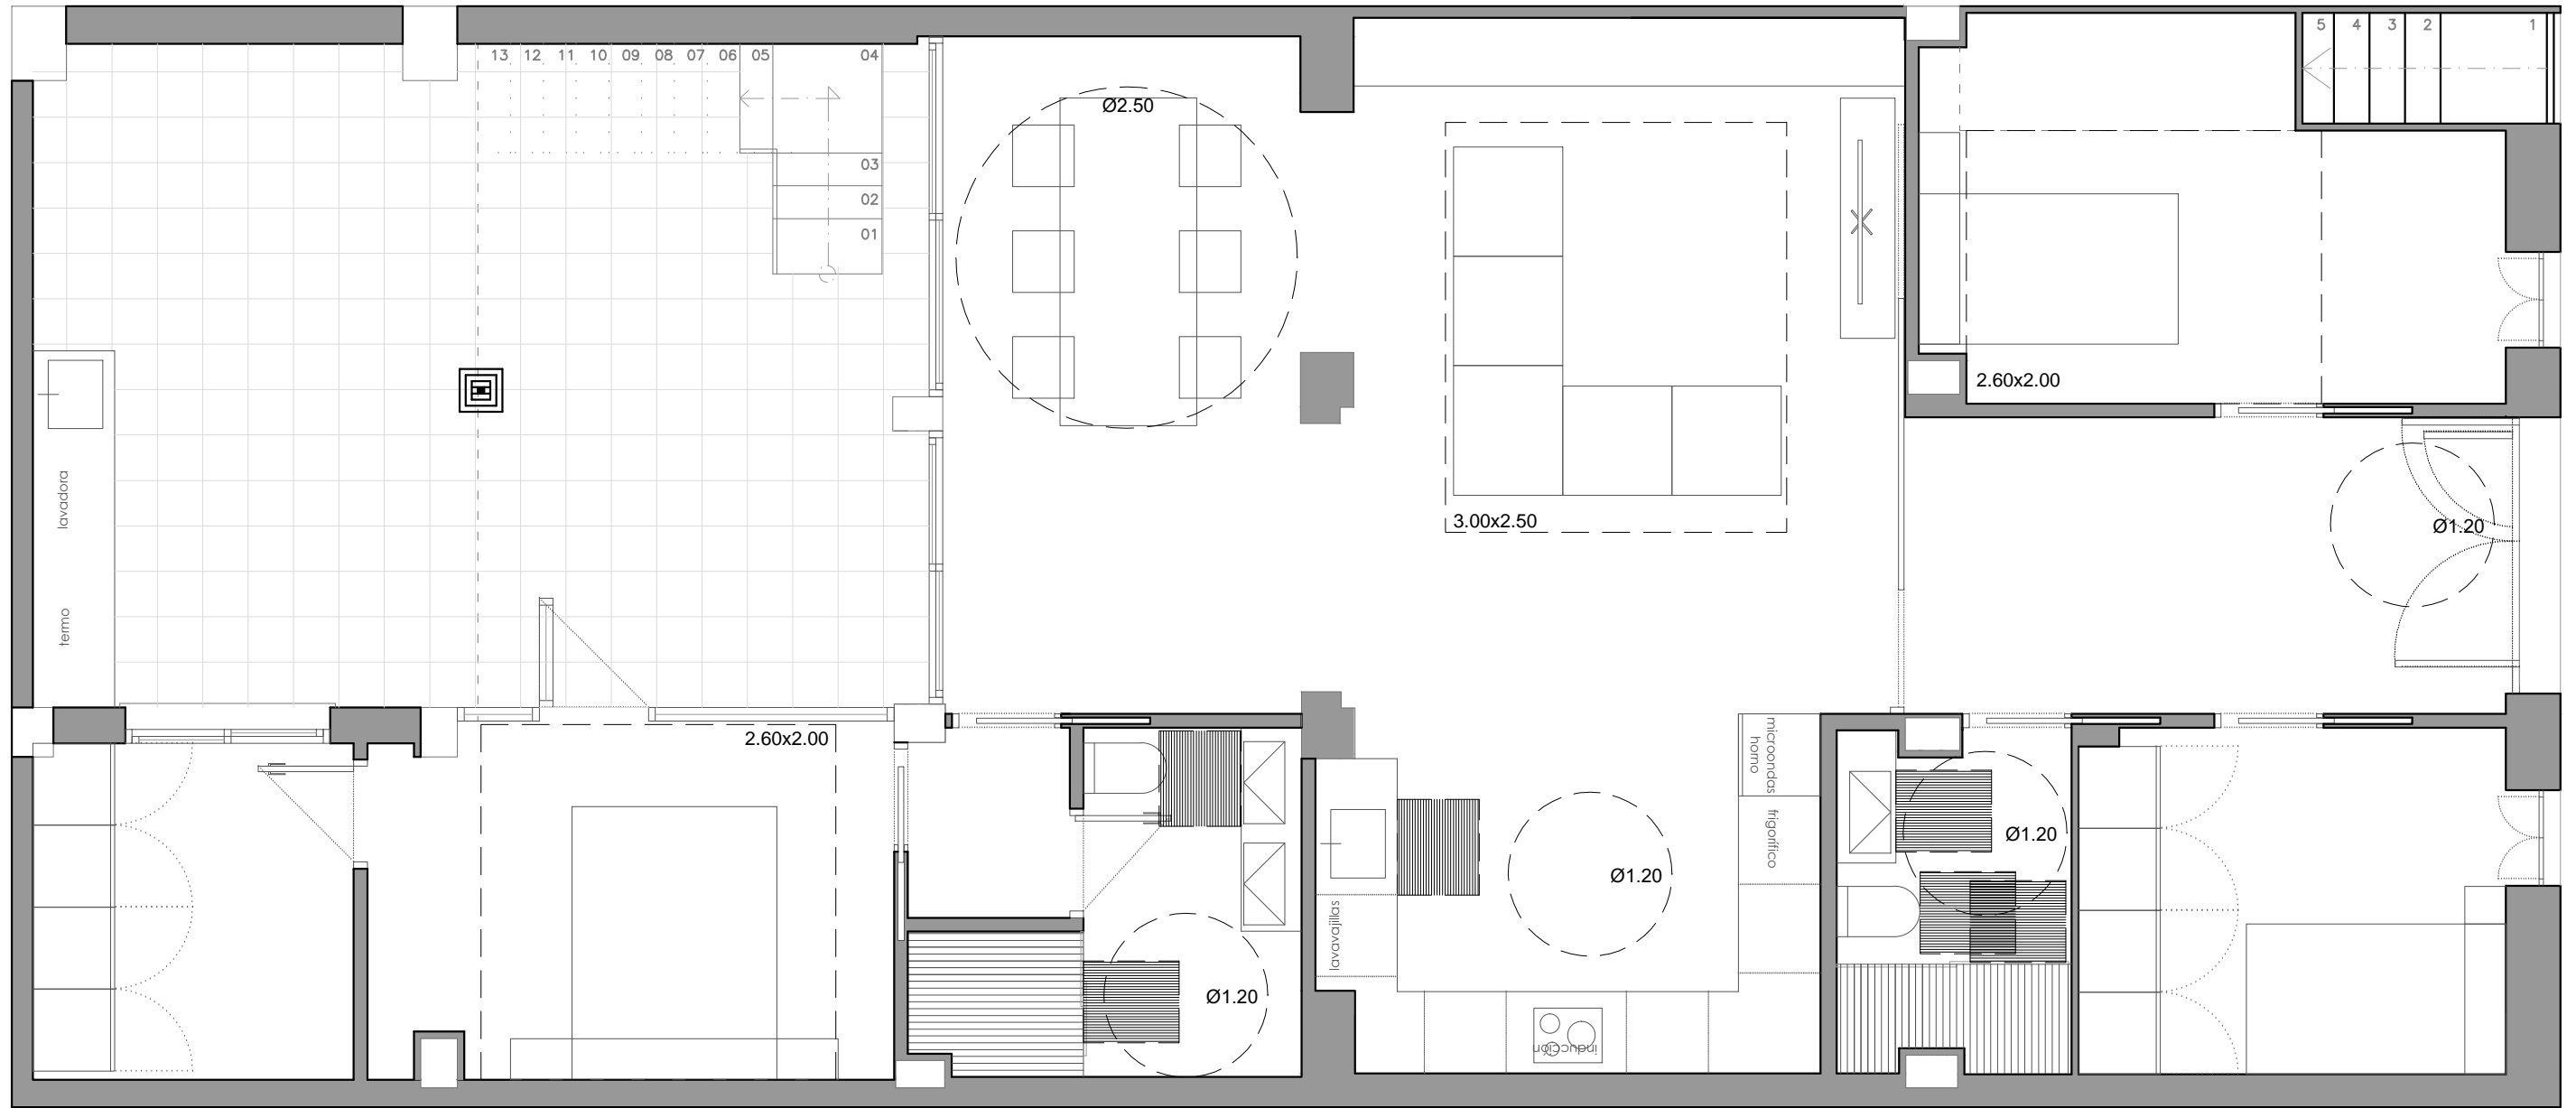 13 12 11 10 09 08 07 06 05 04
03
02
01
Ø2.50
5 4 3 2 1
2.60x2.00
3.00x2.50
Ø1.20
lavadora
termo
2.60x2.00
microondas
horno
frigorífico
Ø1.20
Ø1.20
lavavajillas
Ø1.20
inducción